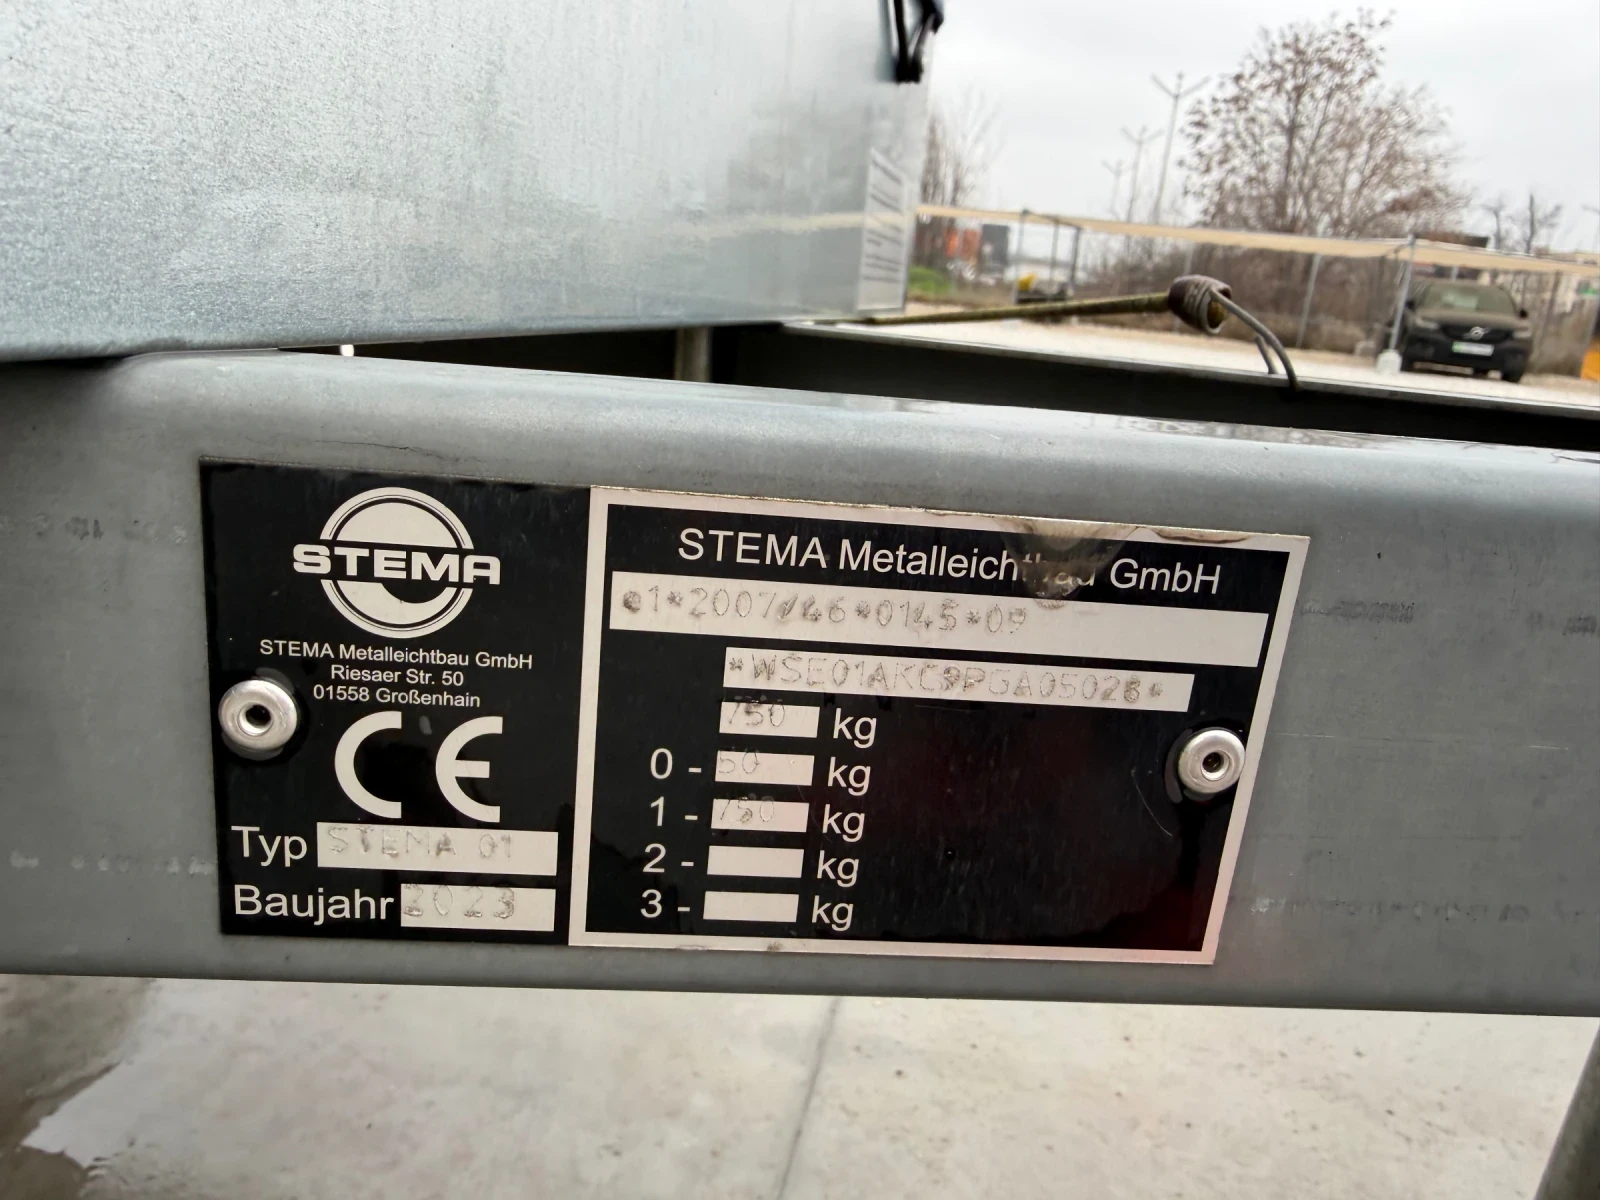 STEMA
STEMA Metalleichtbau GmbH
Riesaer Str. 50
01558 Großenhain
CE
Typ STEMA 01
Baujahr 2023
STEMA Metalleichtbau GmbH
e1*2007/46*0145*09
*WSE01AKC9PGA05028*
750 kg
0 - 50 kg
1 - 750 kg
2 - kg
3 - kg